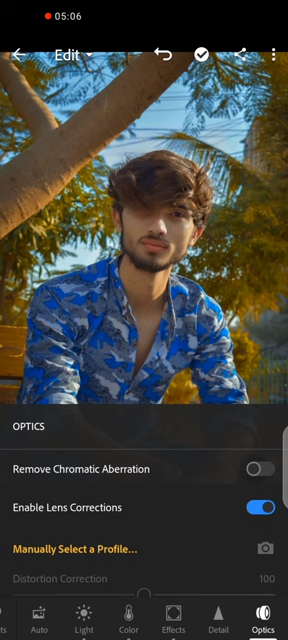 05:06
Edit
OPTICS
Remove Chromatic Aberration
Enable Lens Corrections
Manually Select a Profile...
Distortion Correction 100
ts Auto Light Color Effects Detail Optics